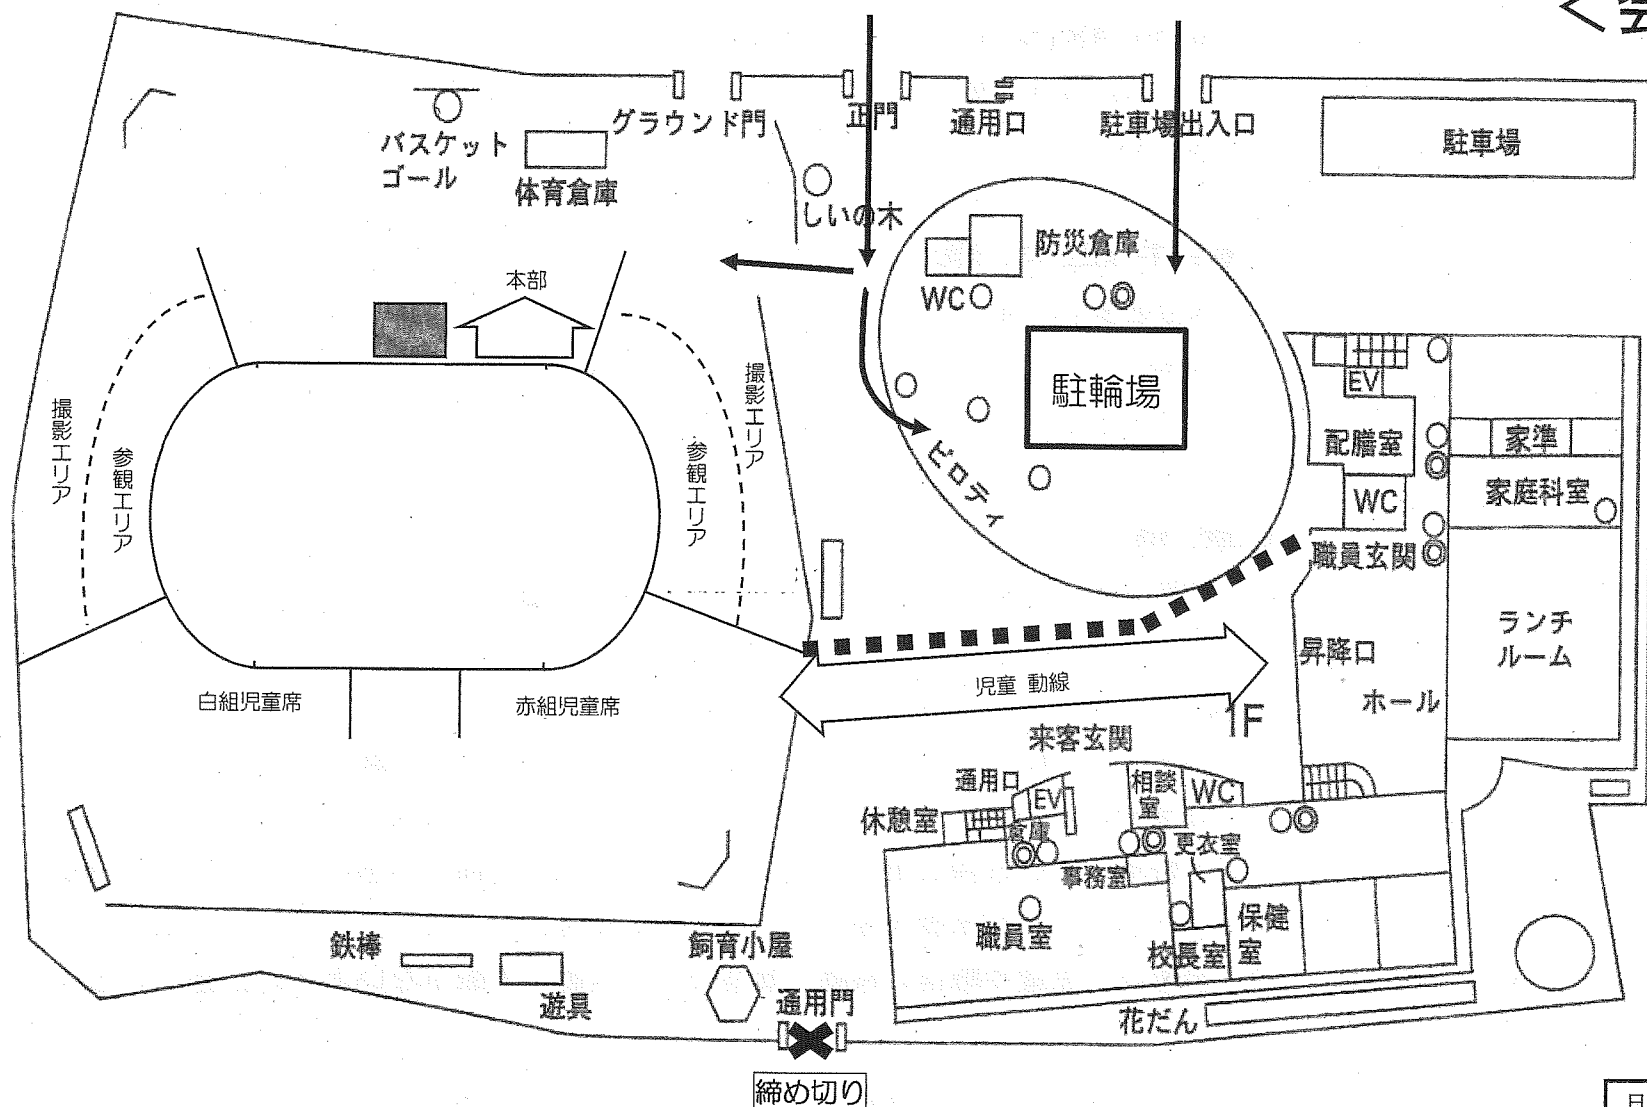 ＜会
グラウンド門
正門
通用口
駐車場出入口
駐車場
バスケット
ゴール
体育倉庫
しいの木
防災倉庫
WC
本部
駐輪場
ピロティ
撮影エリア
参観エリア
参観エリア
撮影エリア
EV
配膳室
家準
家庭科室
WC
職員玄関
ランチ
ルーム
昇降口
ホール
白組児童席
赤組児童席
児童 動線
1F
来客玄関
通用口
EV
相談
室
WC
休憩室
倉庫
更衣室
事務室
職員室
保健
室
校長室
鉄棒
飼育小屋
遊具
通用門
花だん
締め切り